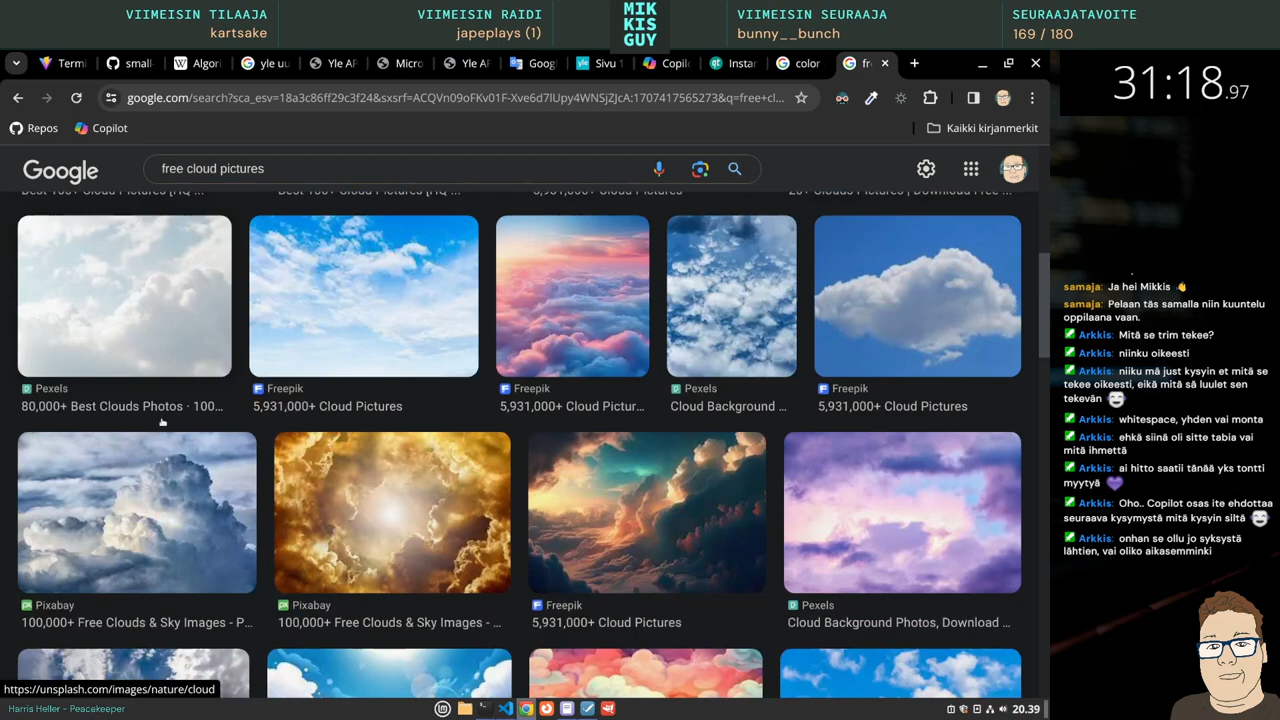 VIIMEISIN TILAAJA
kartsake
VIIMEISIN RAIDI
japeplays (1)
MIK
KIS
GUY
VIIMEISIN SEURAAJA
bunny__bunch
SEURAAJATAVOITE
169 / 180
Termi
small-
Algori
yle uu
Yle AP
Micro
Yle AP
Googl
Sivu 1
Copilo
Instar
color
fre
31:18.97
google.com/search?sca_esv=18a3c86ff29c3f24&sxsrf=ACQVn09oFKv01F-Xve6d7lUpy4WNSjZJcA:1707417565273&q=free+cl...
Repos
Copilot
Kaikki kirjanmerkit
Google
free cloud pictures
Pexels
80,000+ Best Clouds Photos · 100...
Freepik
5,931,000+ Cloud Pictures
Freepik
5,931,000+ Cloud Pictur...
Pexels
Cloud Background ...
Freepik
5,931,000+ Cloud Pictures
Pixabay
100,000+ Free Clouds & Sky Images - P...
Pixabay
100,000+ Free Clouds & Sky Images - ...
Freepik
5,931,000+ Cloud Pictures
Pexels
Cloud Background Photos, Download ...
https://unsplash.com/images/nature/cloud
Harris Heller - Peacekeeper
20.39
samaja: Ja hei Mikkis 👋
samaja: Pelaan täs samalla niin kuuntelu
oppilaana vaan.
Arkkis: Mitä se trim tekee?
Arkkis: niinku oikeesti
Arkkis: niiku mä just kysyin et mitä se
tekee oikeesti, eikä mitä sä luulet sen
tekevän
Arkkis: whitespace, yhden vai monta
Arkkis: ehkä siinä oli sitte tabia vai
mitä ihmettä
Arkkis: ai hitto saatii tänää yks tontti
myytyä 💜
Arkkis: Oho.. Copilot osas ite ehdottaa
seuraava kysymystä mitä kysyin siltä
Arkkis: onhan se ollu jo syksystä
lähtien, vai oliko aikasemminki